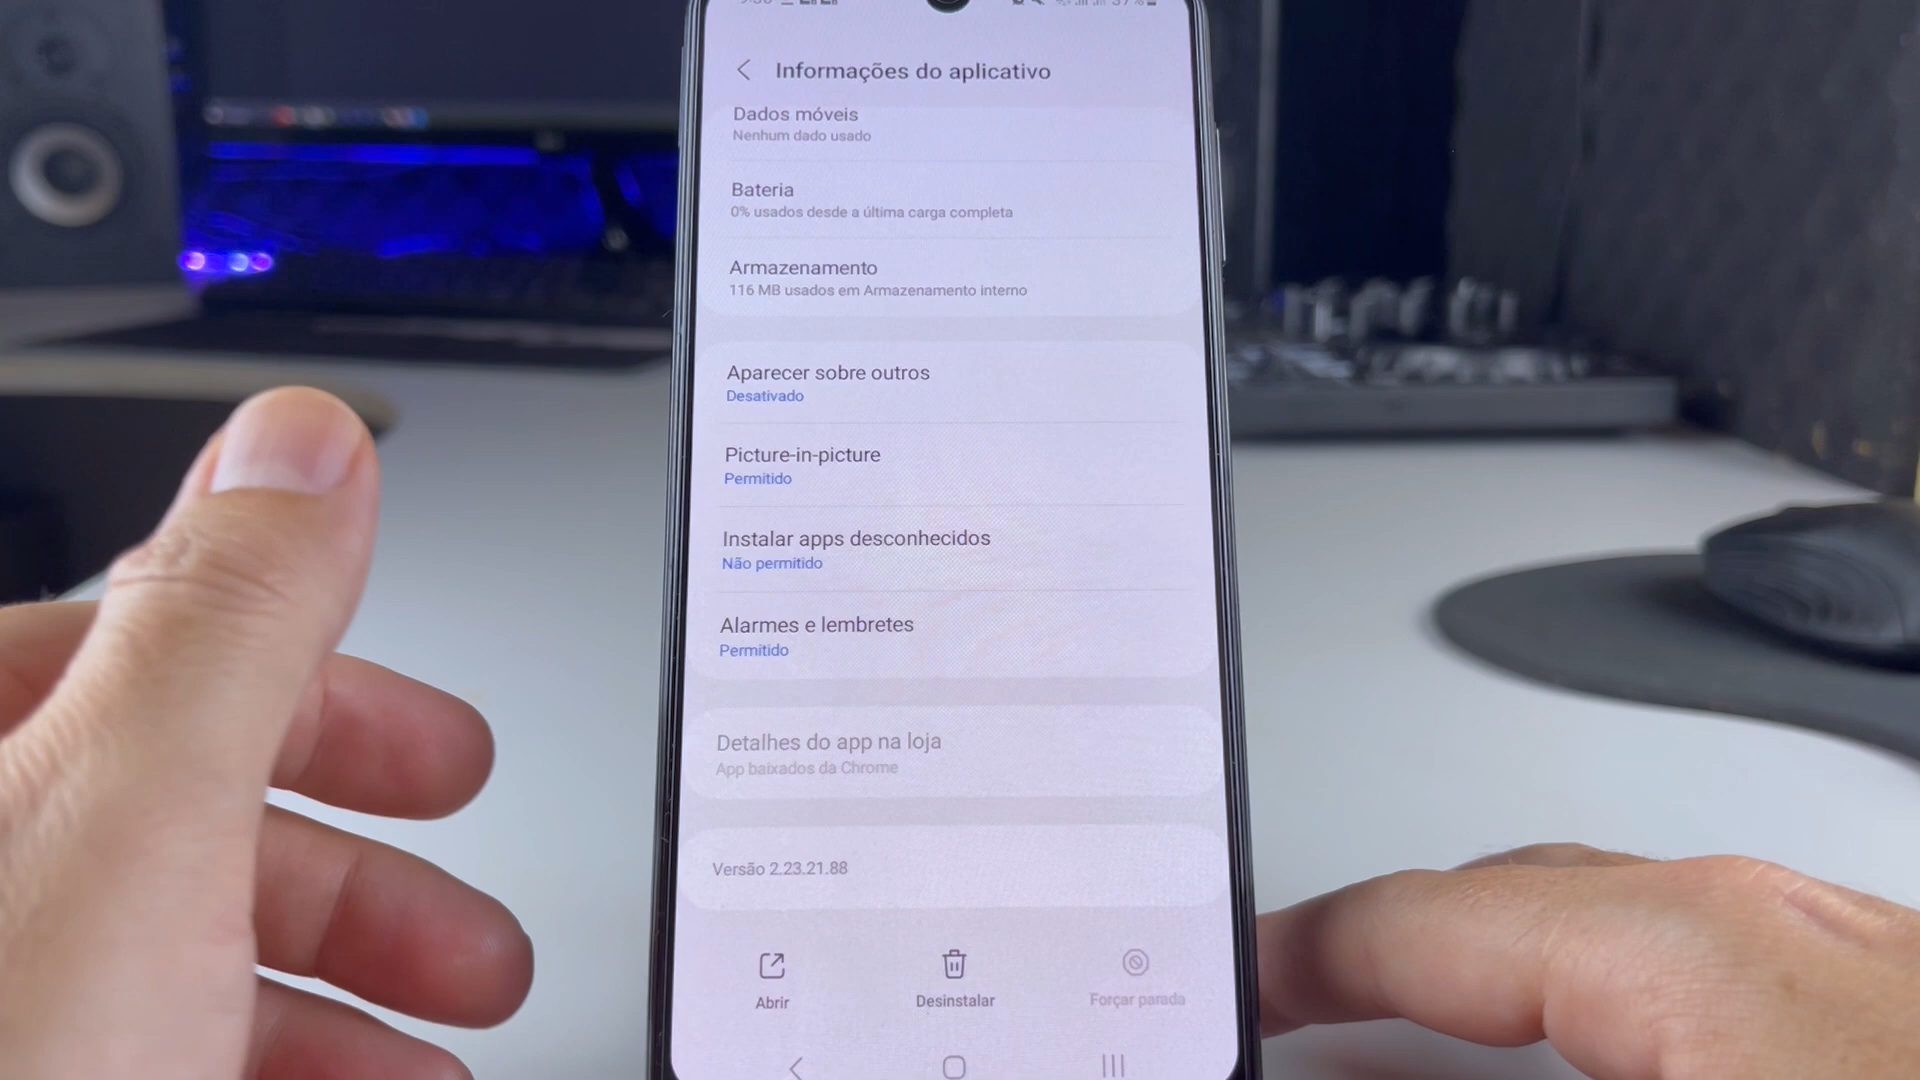 Informações do aplicativo
Dados móveis
Nenhum dado usado
Bateria
0% usados desde a última carga completa
Armazenamento
116 MB usados em Armazenamento interno
Aparecer sobre outros
Desativado
Picture-in-picture
Permitido
Instalar apps desconhecidos
Não permitido
Alarmes e lembretes
Permitido
Detalhes do app na loja
App baixados da Chrome
Versão 2.23.21.88
Abrir
Desinstalar
Forçar parada